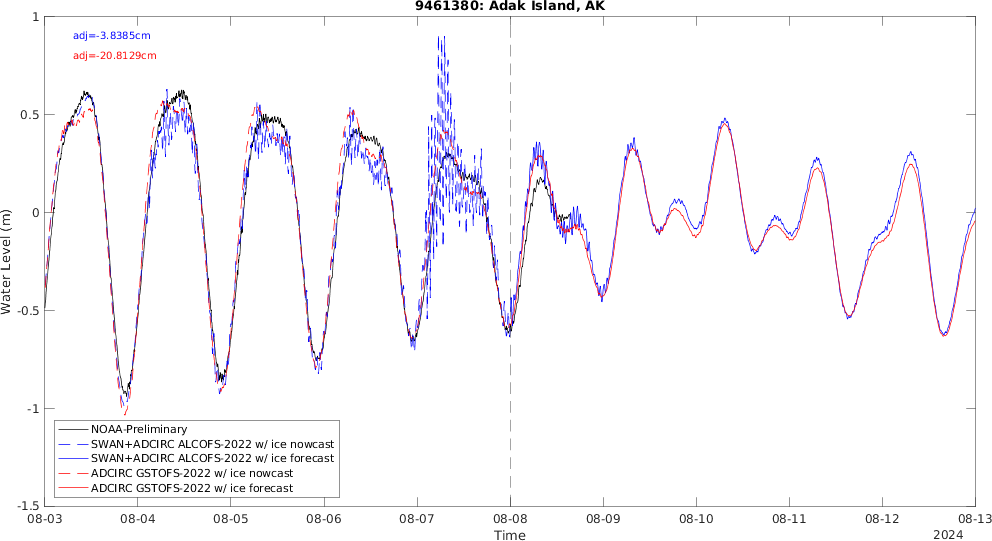 9461380: Adak Island, AK
adj=-3.8385cm
adj=-20.8129cm
1
0.5
0
-0.5
-1
-1.5
Water Level (m)
NOAA-Preliminary
SWAN+ADCIRC ALCOFS-2022 w/ ice nowcast
SWAN+ADCIRC ALCOFS-2022 w/ ice forecast
ADCIRC GSTOFS-2022 w/ ice nowcast
ADCIRC GSTOFS-2022 w/ ice forecast
08-03 08-04 08-05 08-06 08-07 08-08 08-09 08-10 08-11 08-12 08-13
Time
2024